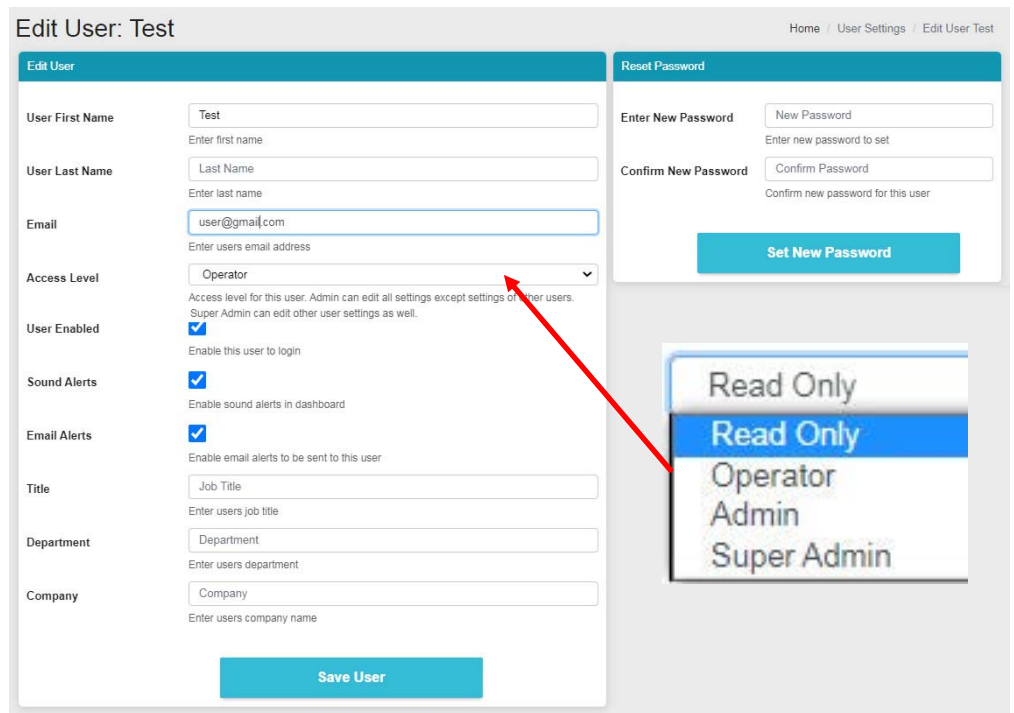 Edit User: Test
Home / User Settings / Edit User Test
Edit User
User First Name
Test
Enter first name
User Last Name
Last Name
Enter last name
Email
user@gmail.com
Enter users email address
Access Level
Operator
Access level for this user. Admin can edit all settings except settings of other users.
Super Admin can edit other user settings as well.
User Enabled
Enable this user to login
Sound Alerts
Enable sound alerts in dashboard
Email Alerts
Enable email alerts to be sent to this user
Title
Job Title
Enter users job title
Department
Department
Enter users department
Company
Company
Enter users company name
Save User
Reset Password
Enter New Password
New Password
Enter new password to set
Confirm New Password
Confirm Password
Confirm new password for this user
Set New Password
Read Only
Read Only
Operator
Admin
Super Admin